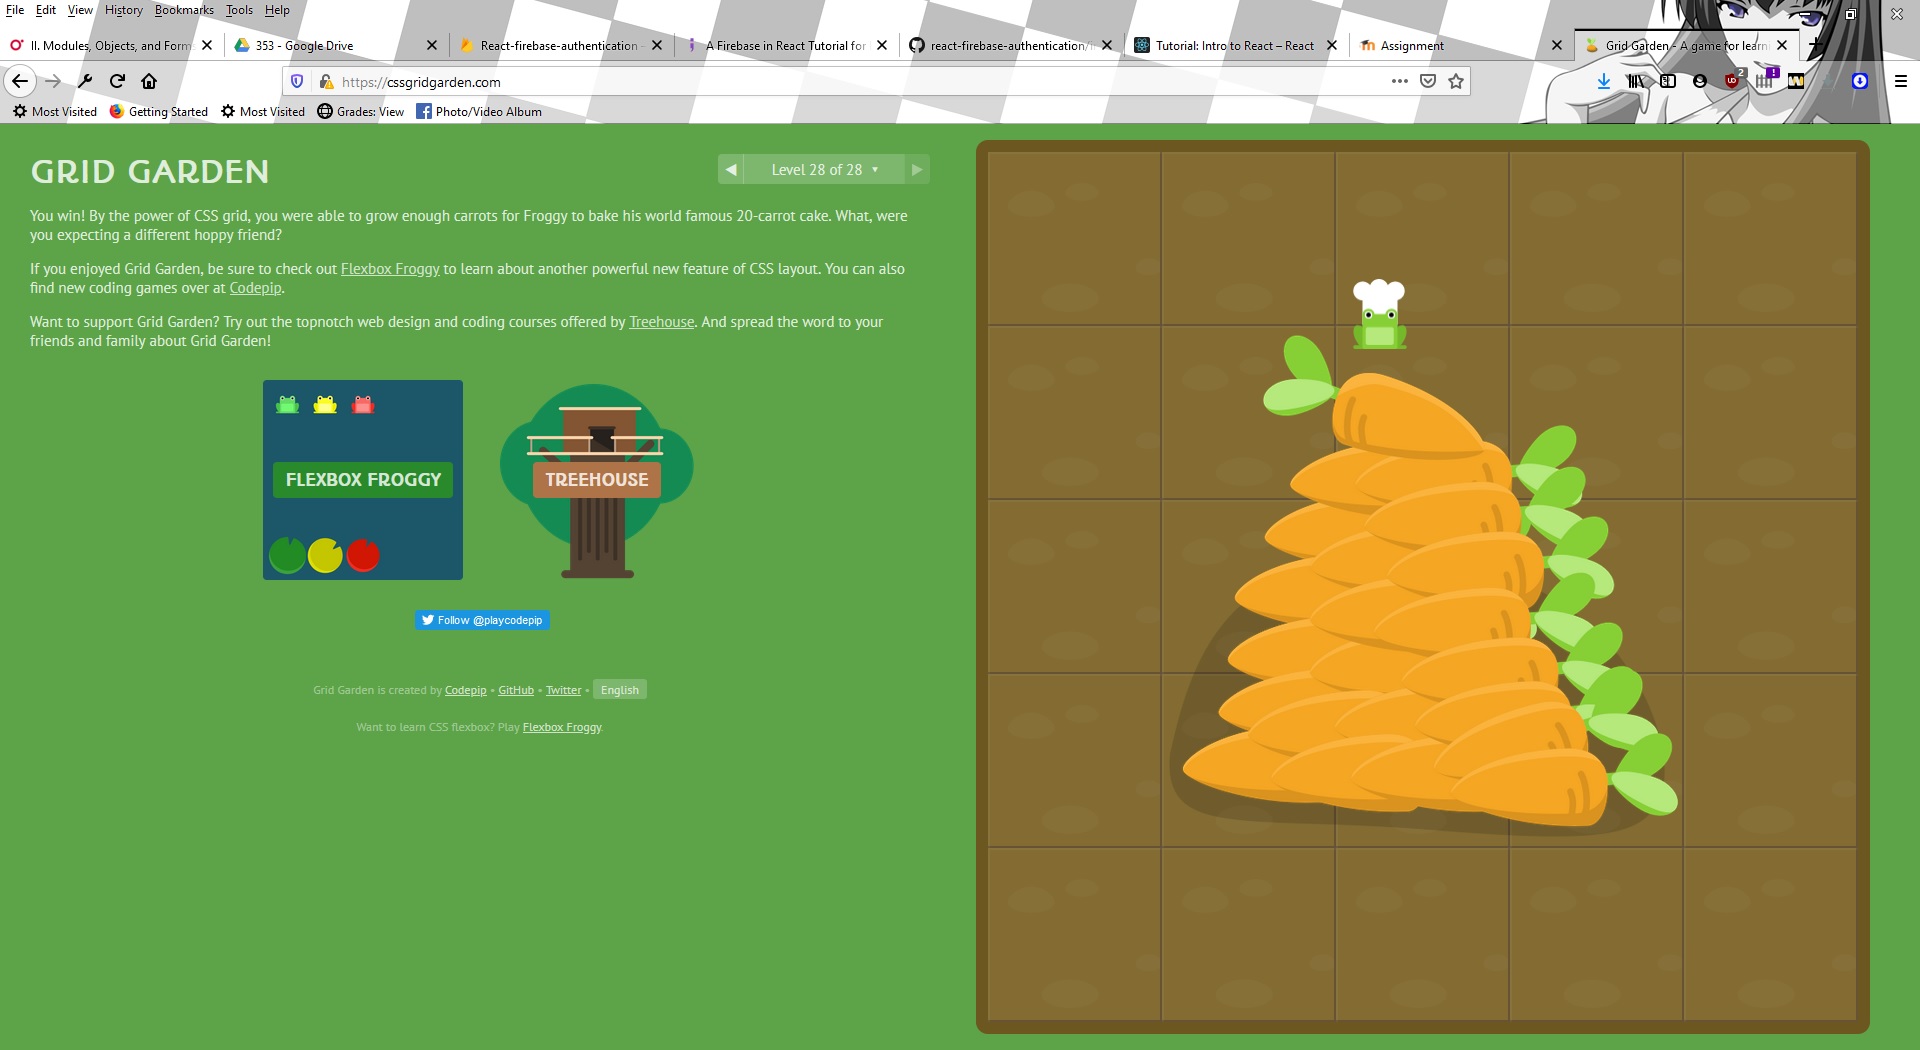 File Edit View History Bookmarks Tools Help
II. Modules, Objects, and Form
353 - Google Drive
React-firebase-authentication
A Firebase in React Tutorial for
react-firebase-authentication/
Tutorial: Intro to React – React
Assignment
Grid Garden - A game for learni
https://cssgridgarden.com
2
!
Most Visited Getting Started Most Visited Grades: View Photo/Video Album
GRID GARDEN
◀ Level 28 of 28 ▼ ▶
You win! By the power of CSS grid, you were able to grow enough carrots for Froggy to bake his world famous 20-carrot cake. What, were
you expecting a different hoppy friend?
If you enjoyed Grid Garden, be sure to check out Flexbox Froggy to learn about another powerful new feature of CSS layout. You can also
find new coding games over at Codepip.
Want to support Grid Garden? Try out the topnotch web design and coding courses offered by Treehouse. And spread the word to your
friends and family about Grid Garden!
FLEXBOX FROGGY
TREEHOUSE
Follow @playcodepip
Grid Garden is created by Codepip • GitHub • Twitter • English
Want to learn CSS flexbox? Play Flexbox Froggy.